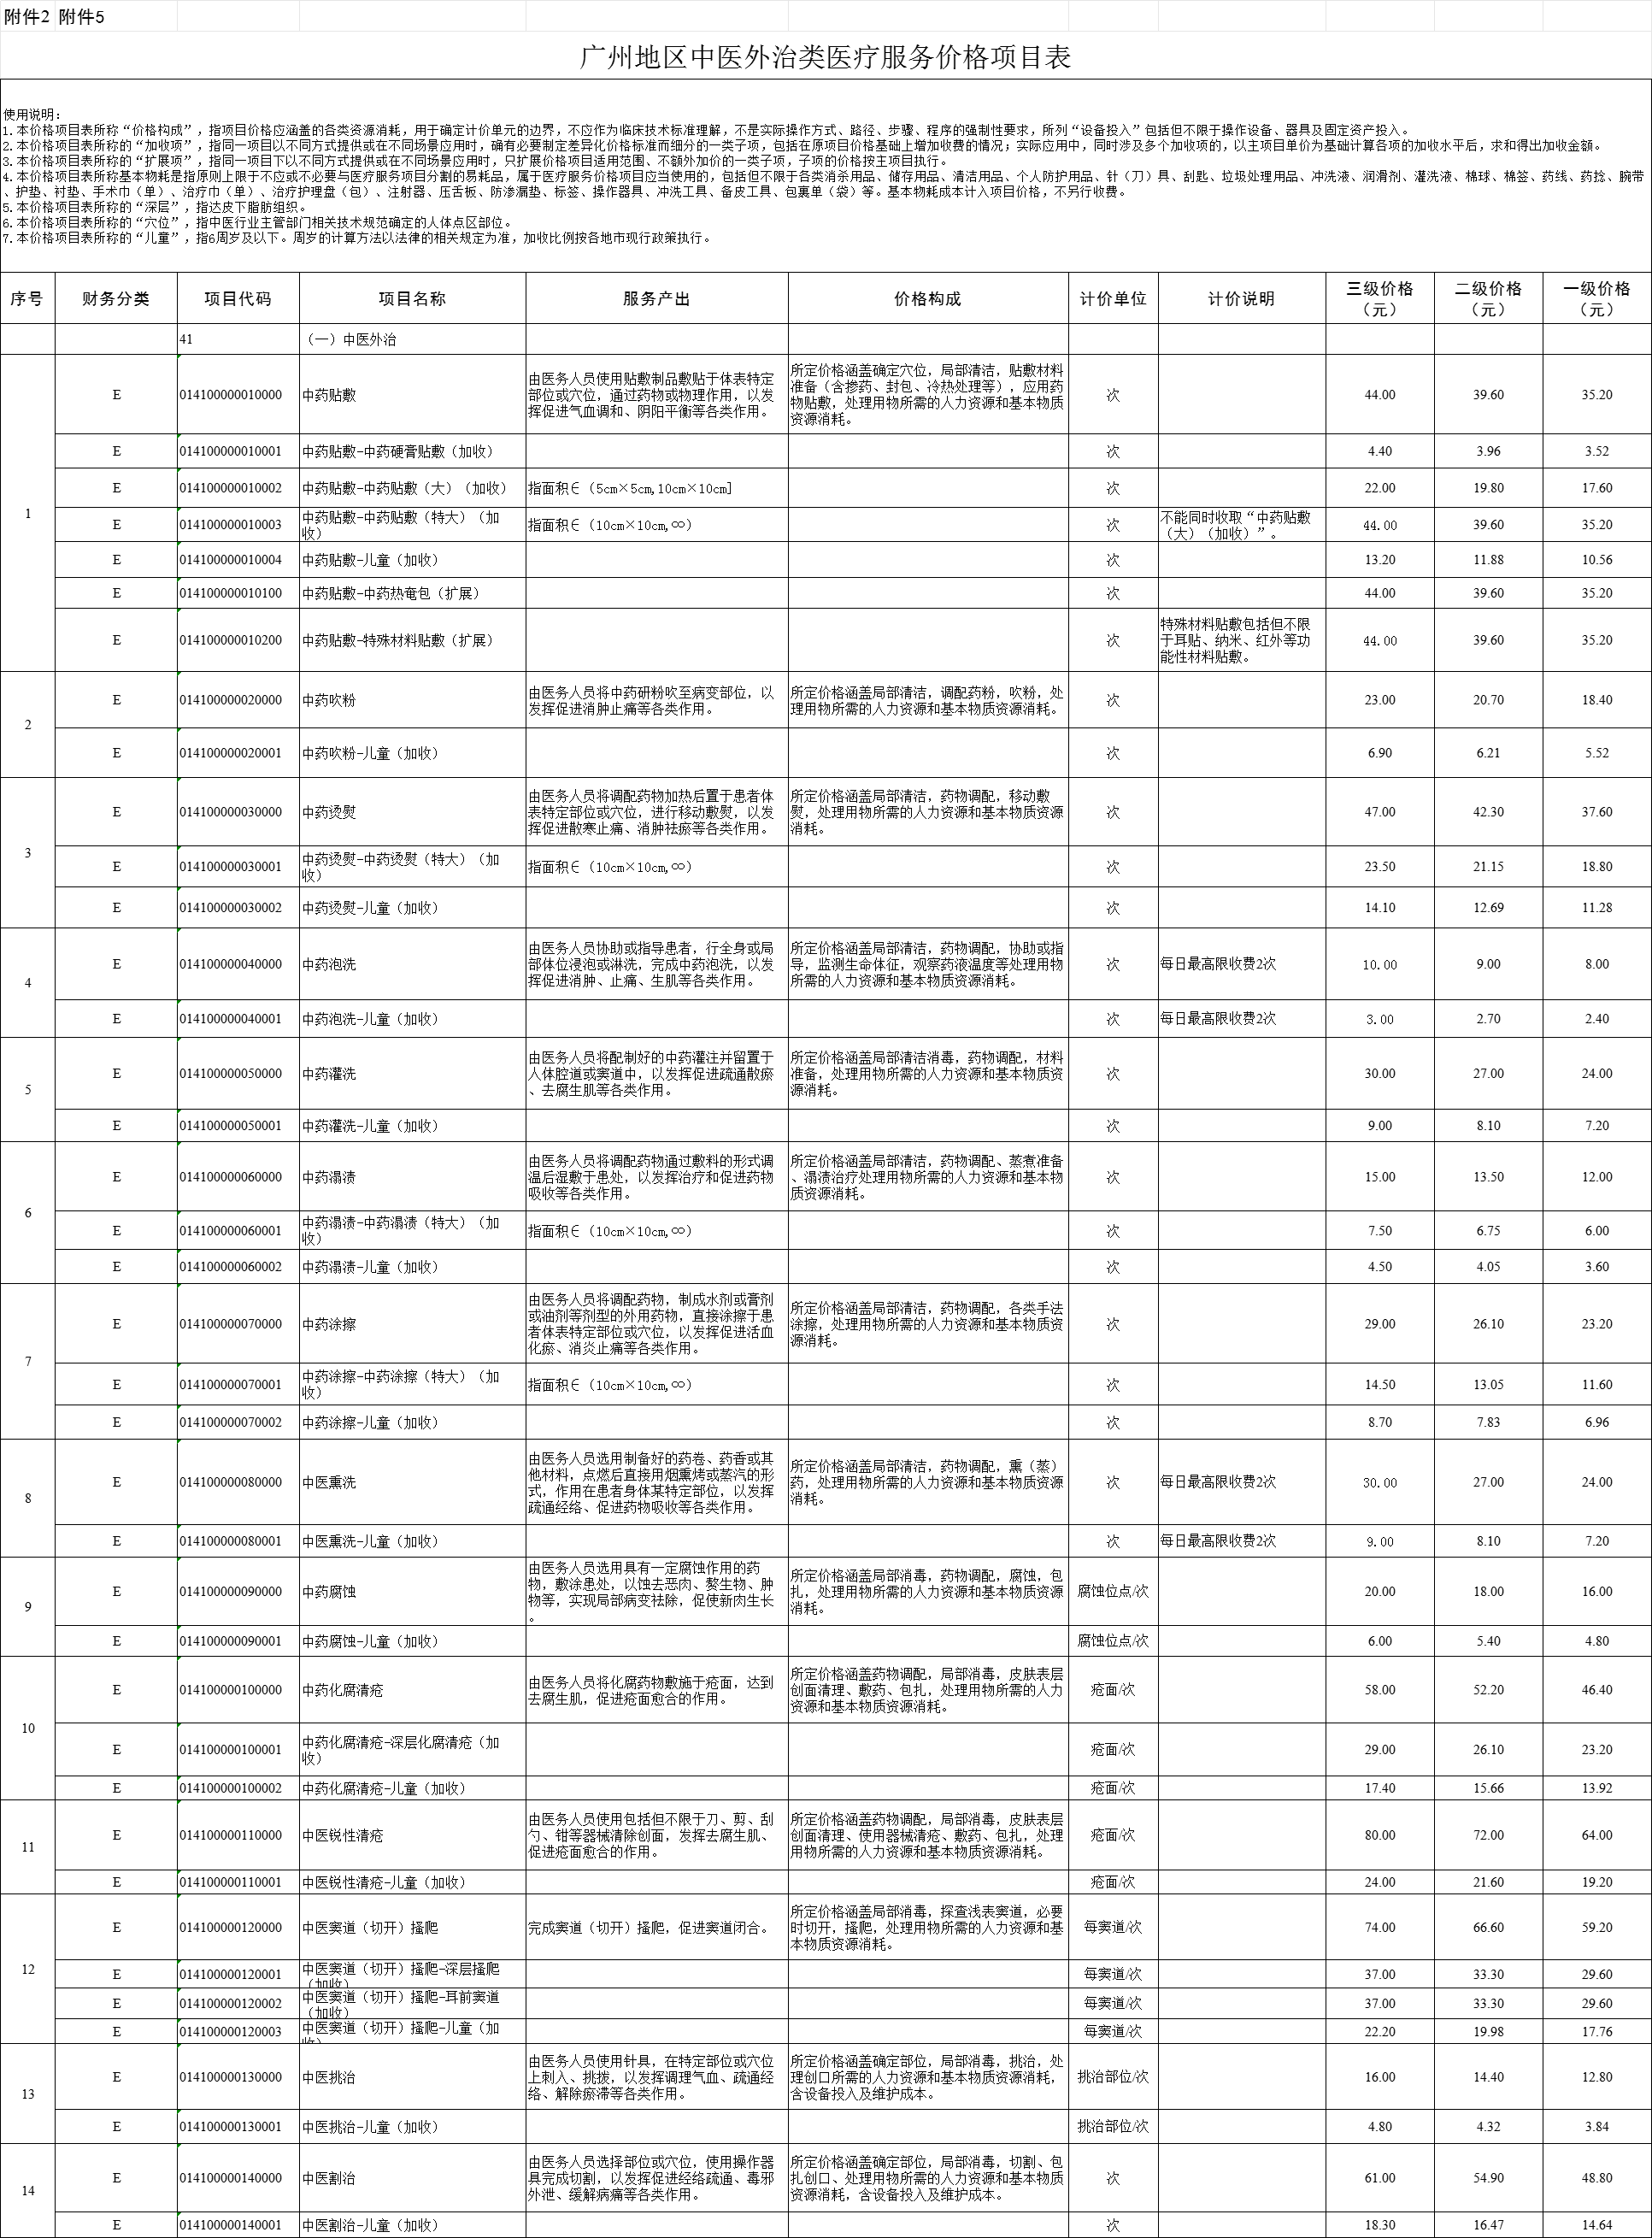 附件2 附件5
广州地区中医外治类医疗服务价格项目表
使用说明：
1.本价格项目表所称“价格构成”，指项目价格应涵盖的各类资源消耗，用于确定计价单元的边界，不应作为临床技术标准理解，不是实际操作方式、路径、步骤、程序的强制性要求，所列“设备投入”包括但不限于操作设备、器具及固定资产投入。
2.本价格项目表所称的“加收项”，指同一项目以不同方式提供或在不同场景应用时，确有必要制定差异化价格标准而细分的一类子项，包括在原项目价格基础上增加收费的情况；实际应用中，同时涉及多个加收项的，以主项目单价为基础计算各项的加收水平后，求和得出加收金额。
3.本价格项目表所称的“扩展项”，指同一项目下以不同方式提供或在不同场景应用时，只扩展价格项目适用范围、不额外加价的一类子项，子项的价格按主项目执行。
4.本价格项目表所称基本物耗是指原则上限于不应或不必要与医疗服务项目分割的易耗品，属于医疗服务价格项目应当使用的，包括但不限于各类消杀用品、储存用品、清洁用品、个人防护用品、针（刀）具、刮匙、垃圾处理用品、冲洗液、润滑剂、灌洗液、棉球、棉签、药线、药捻、腕带
、护垫、衬垫、手术巾（单）、治疗巾（单）、治疗护理盘（包）、注射器、压舌板、防渗漏垫、标签、操作器具、冲洗工具、备皮工具、包裹单（袋）等。基本物耗成本计入项目价格，不另行收费。
5.本价格项目表所称的“深层”，指达皮下脂肪组织。
6.本价格项目表所称的“穴位”，指中医行业主管部门相关技术规范确定的人体点区部位。
7.本价格项目表所称的“儿童”，指6周岁及以下。周岁的计算方法以法律的相关规定为准，加收比例按各地市现行政策执行。
序号 财务分类 项目代码 项目名称 服务产出 价格构成 计价单位 计价说明 三级价格（元） 二级价格（元） 一级价格（元）
41 （一）中医外治
1 E 014100000010000 中药贴敷 由医务人员使用贴敷制品敷贴于体表特定部位或穴位，通过药物或物理作用，以发挥促进气血调和、阴阳平衡等各类作用。 所定价格涵盖确定穴位，局部清洁，贴敷材料准备（含掺药、封包、冷热处理等），应用药物贴敷，处理用物所需的人力资源和基本物质资源消耗。 次 44.00 39.60 35.20
E 014100000010001 中药贴敷-中药硬膏贴敷（加收） 次 4.40 3.96 3.52
E 014100000010002 中药贴敷-中药贴敷（大）（加收） 指面积∈（5cm×5cm,10cm×10cm] 次 22.00 19.80 17.60
E 014100000010003 中药贴敷-中药贴敷（特大）（加收） 指面积∈（10cm×10cm,∞） 次 不能同时收取“中药贴敷（大）（加收）”。 44.00 39.60 35.20
E 014100000010004 中药贴敷-儿童（加收） 次 13.20 11.88 10.56
E 014100000010100 中药贴敷-中药热奄包（扩展） 次 44.00 39.60 35.20
E 014100000010200 中药贴敷-特殊材料贴敷（扩展） 次 特殊材料贴敷包括但不限于耳贴、纳米、红外等功能性材料贴敷。 44.00 39.60 35.20
2 E 014100000020000 中药吹粉 由医务人员将中药研粉吹至病变部位，以发挥促进消肿止痛等各类作用。 所定价格涵盖局部清洁，调配药粉，吹粉，处理用物所需的人力资源和基本物质资源消耗。 次 23.00 20.70 18.40
E 014100000020001 中药吹粉-儿童（加收） 次 6.90 6.21 5.52
3 E 014100000030000 中药烫熨 由医务人员将调配药物加热后置于患者体表特定部位或穴位，进行移动敷熨，以发挥促进散寒止痛、消肿祛瘀等各类作用。 所定价格涵盖局部清洁，药物调配，移动敷熨，处理用物所需的人力资源和基本物质资源消耗。 次 47.00 42.30 37.60
E 014100000030001 中药烫熨-中药烫熨（特大）（加收） 指面积∈（10cm×10cm,∞） 次 23.50 21.15 18.80
E 014100000030002 中药烫熨-儿童（加收） 次 14.10 12.69 11.28
4 E 014100000040000 中药泡洗 由医务人员协助或指导患者，行全身或局部体位浸泡或淋洗，完成中药泡洗，以发挥促进消肿、止痛、生肌等各类作用。 所定价格涵盖局部清洁，药物调配，协助或指导，监测生命体征，观察药液温度等处理用物所需的人力资源和基本物质资源消耗。 次 每日最高限收费2次 10.00 9.00 8.00
E 014100000040001 中药泡洗-儿童（加收） 次 每日最高限收费2次 3.00 2.70 2.40
5 E 014100000050000 中药灌洗 由医务人员将配制好的中药灌注并留置于人体腔道或窦道中，以发挥促进疏通散瘀、去腐生肌等各类作用。 所定价格涵盖局部清洁消毒，药物调配，材料准备，处理用物所需的人力资源和基本物质资源消耗。 次 30.00 27.00 24.00
E 014100000050001 中药灌洗-儿童（加收） 次 9.00 8.10 7.20
6 E 014100000060000 中药溻渍 由医务人员将调配药物通过敷料的形式调温后湿敷于患处，以发挥治疗和促进药物吸收等各类作用。 所定价格涵盖局部清洁，药物调配、蒸煮准备、溻渍治疗处理用物所需的人力资源和基本物质资源消耗。 次 15.00 13.50 12.00
E 014100000060001 中药溻渍-中药溻渍（特大）（加收） 指面积∈（10cm×10cm,∞） 次 7.50 6.75 6.00
E 014100000060002 中药溻渍-儿童（加收） 次 4.50 4.05 3.60
7 E 014100000070000 中药涂擦 由医务人员将调配药物，制成水剂或膏剂或油剂等剂型的外用药物，直接涂擦于患者体表特定部位或穴位，以发挥促进活血化瘀、消炎止痛等各类作用。 所定价格涵盖局部清洁，药物调配，各类手法涂擦，处理用物所需的人力资源和基本物质资源消耗。 次 29.00 26.10 23.20
E 014100000070001 中药涂擦-中药涂擦（特大）（加收） 指面积∈（10cm×10cm,∞） 次 14.50 13.05 11.60
E 014100000070002 中药涂擦-儿童（加收） 次 8.70 7.83 6.96
8 E 014100000080000 中医熏洗 由医务人员选用制备好的药卷、药香或其他材料，点燃后直接用烟熏烤或蒸汽的形式，作用在患者身体某特定部位，以发挥疏通经络、促进药物吸收等各类作用。 所定价格涵盖局部清洁，药物调配，熏（蒸）药，处理用物所需的人力资源和基本物质资源消耗。 次 每日最高限收费2次 30.00 27.00 24.00
E 014100000080001 中医熏洗-儿童（加收） 次 每日最高限收费2次 9.00 8.10 7.20
9 E 014100000090000 中药腐蚀 由医务人员选用具有一定腐蚀作用的药物，敷涂患处，以蚀去恶肉、赘生物、肿物等，实现局部病变祛除，促使新肉生长。 所定价格涵盖局部消毒，药物调配，腐蚀，包扎，处理用物所需的人力资源和基本物质资源消耗。 腐蚀位点/次 20.00 18.00 16.00
E 014100000090001 中药腐蚀-儿童（加收） 腐蚀位点/次 6.00 5.40 4.80
10 E 014100000100000 中药化腐清疮 由医务人员将化腐药物敷施于疮面，达到去腐生肌，促进疮面愈合的作用。 所定价格涵盖药物调配，局部消毒，皮肤表层创面清理、敷药、包扎，处理用物所需的人力资源和基本物质资源消耗。 疮面/次 58.00 52.20 46.40
E 014100000100001 中药化腐清疮-深层化腐清疮（加收） 疮面/次 29.00 26.10 23.20
E 014100000100002 中药化腐清疮-儿童（加收） 疮面/次 17.40 15.66 13.92
11 E 014100000110000 中医锐性清疮 由医务人员使用包括但不限于刀、剪、刮勺、钳等器械清除创面，发挥去腐生肌、促进疮面愈合的作用。 所定价格涵盖药物调配，局部消毒，皮肤表层创面清理、使用器械清疮、敷药、包扎，处理用物所需的人力资源和基本物质资源消耗。 疮面/次 80.00 72.00 64.00
E 014100000110001 中医锐性清疮-儿童（加收） 疮面/次 24.00 21.60 19.20
12 E 014100000120000 中医窦道（切开）搔爬 完成窦道（切开）搔爬，促进窦道闭合。 所定价格涵盖局部消毒，探查浅表窦道，必要时切开，搔爬，处理用物所需的人力资源和基本物质资源消耗。 每窦道/次 74.00 66.60 59.20
E 014100000120001 中医窦道（切开）搔爬-深层搔爬（加收） 每窦道/次 37.00 33.30 29.60
E 014100000120002 中医窦道（切开）搔爬-耳前窦道（加收） 每窦道/次 37.00 33.30 29.60
E 014100000120003 中医窦道（切开）搔爬-儿童（加收） 每窦道/次 22.20 19.98 17.76
13 E 014100000130000 中医挑治 由医务人员使用针具，在特定部位或穴位上刺入、挑拨，以发挥调理气血、疏通经络、解除瘀滞等各类作用。 所定价格涵盖确定部位，局部消毒，挑治，处理创口所需的人力资源和基本物质资源消耗，含设备投入及维护成本。 挑治部位/次 16.00 14.40 12.80
E 014100000130001 中医挑治-儿童（加收） 挑治部位/次 4.80 4.32 3.84
14 E 014100000140000 中医割治 由医务人员选择部位或穴位，使用操作器具完成切割，以发挥促进经络疏通、毒邪外泄、缓解病痛等各类作用。 所定价格涵盖确定部位，局部消毒，切割、包扎创口、处理用物所需的人力资源和基本物质资源消耗，含设备投入及维护成本。 次 61.00 54.90 48.80
E 014100000140001 中医割治-儿童（加收） 次 18.30 16.47 14.64